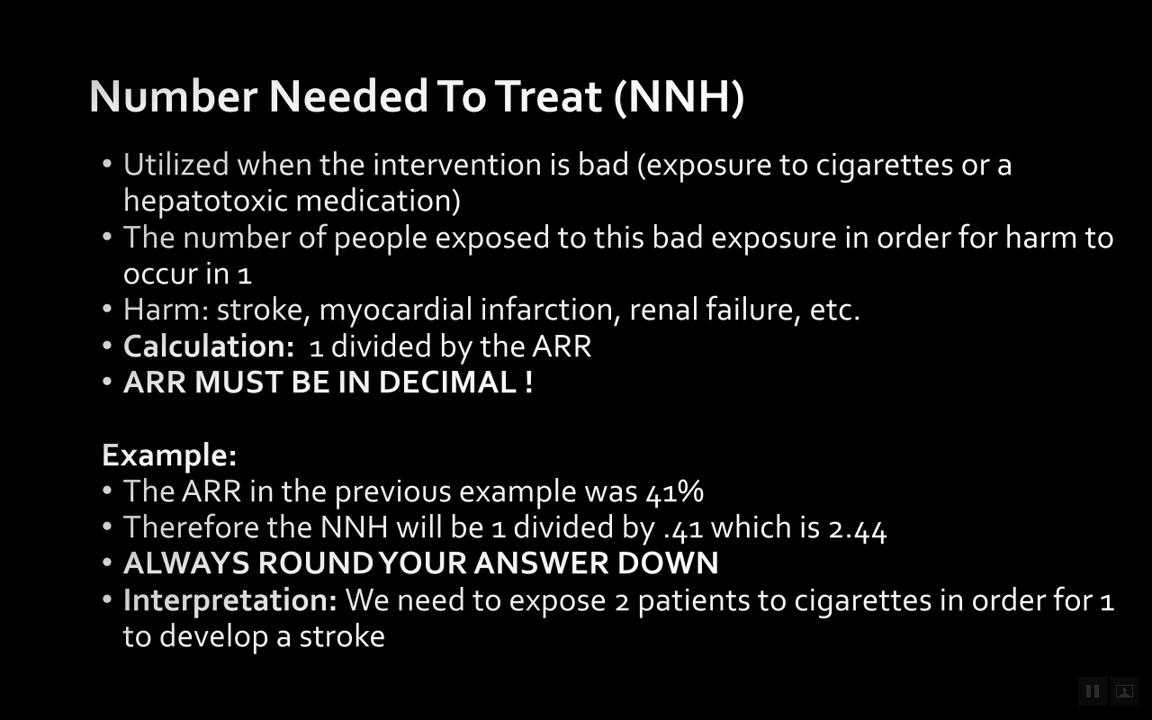 Number Needed To Treat (NNH)
• Utilized when the intervention is bad (exposure to cigarettes or a
hepatotoxic medication)
• The number of people exposed to this bad exposure in order for harm to
occur in 1
• Harm: stroke, myocardial infarction, renal failure, etc.
• Calculation: 1 divided by the ARR
• ARR MUST BE IN DECIMAL !
Example:
• The ARR in the previous example was 41%
• Therefore the NNH will be 1 divided by .41 which is 2.44
• ALWAYS ROUND YOUR ANSWER DOWN
• Interpretation: We need to expose 2 patients to cigarettes in order for 1
to develop a stroke